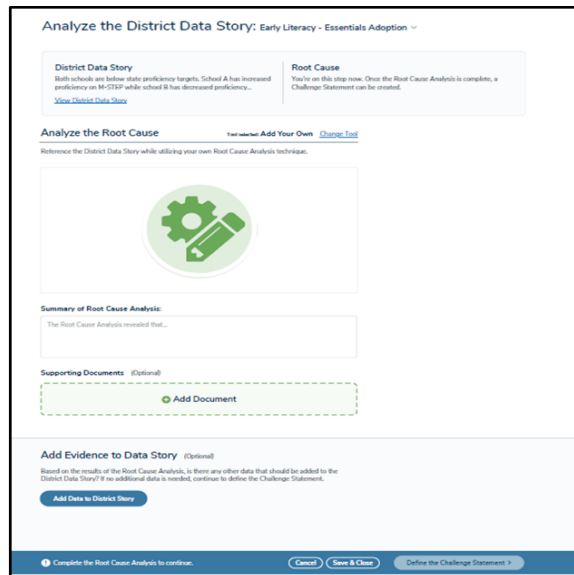 Analyze the District Data Story: Early Literacy - Essentials Adoption
District Data Story
Both schools are below state proficiency targets. School A has increased
proficiency on M-STEP while school B has decreased proficiency...
View District Data Story
Root Cause
You're on this step now. Once the Root Cause Analysis is complete, a
Challenge Statement can be created.
Analyze the Root Cause
Tool selected: Add Your Own Change Tool
Reference the District Data Story while utilizing your own Root Cause Analysis technique.
Summary of Root Cause Analysis:
The Root Cause Analysis revealed that...
Supporting Documents (Optional)
Add Document
Add Evidence to Data Story (Optional)
Based on the results of the Root Cause Analysis, is there any other data that should be added to the
District Data Story? If no additional data is needed, continue to define the Challenge Statement.
Add Data to District Story
Complete the Root Cause Analysis to continue.
Cancel
Save & Close
Define the Challenge Statement >